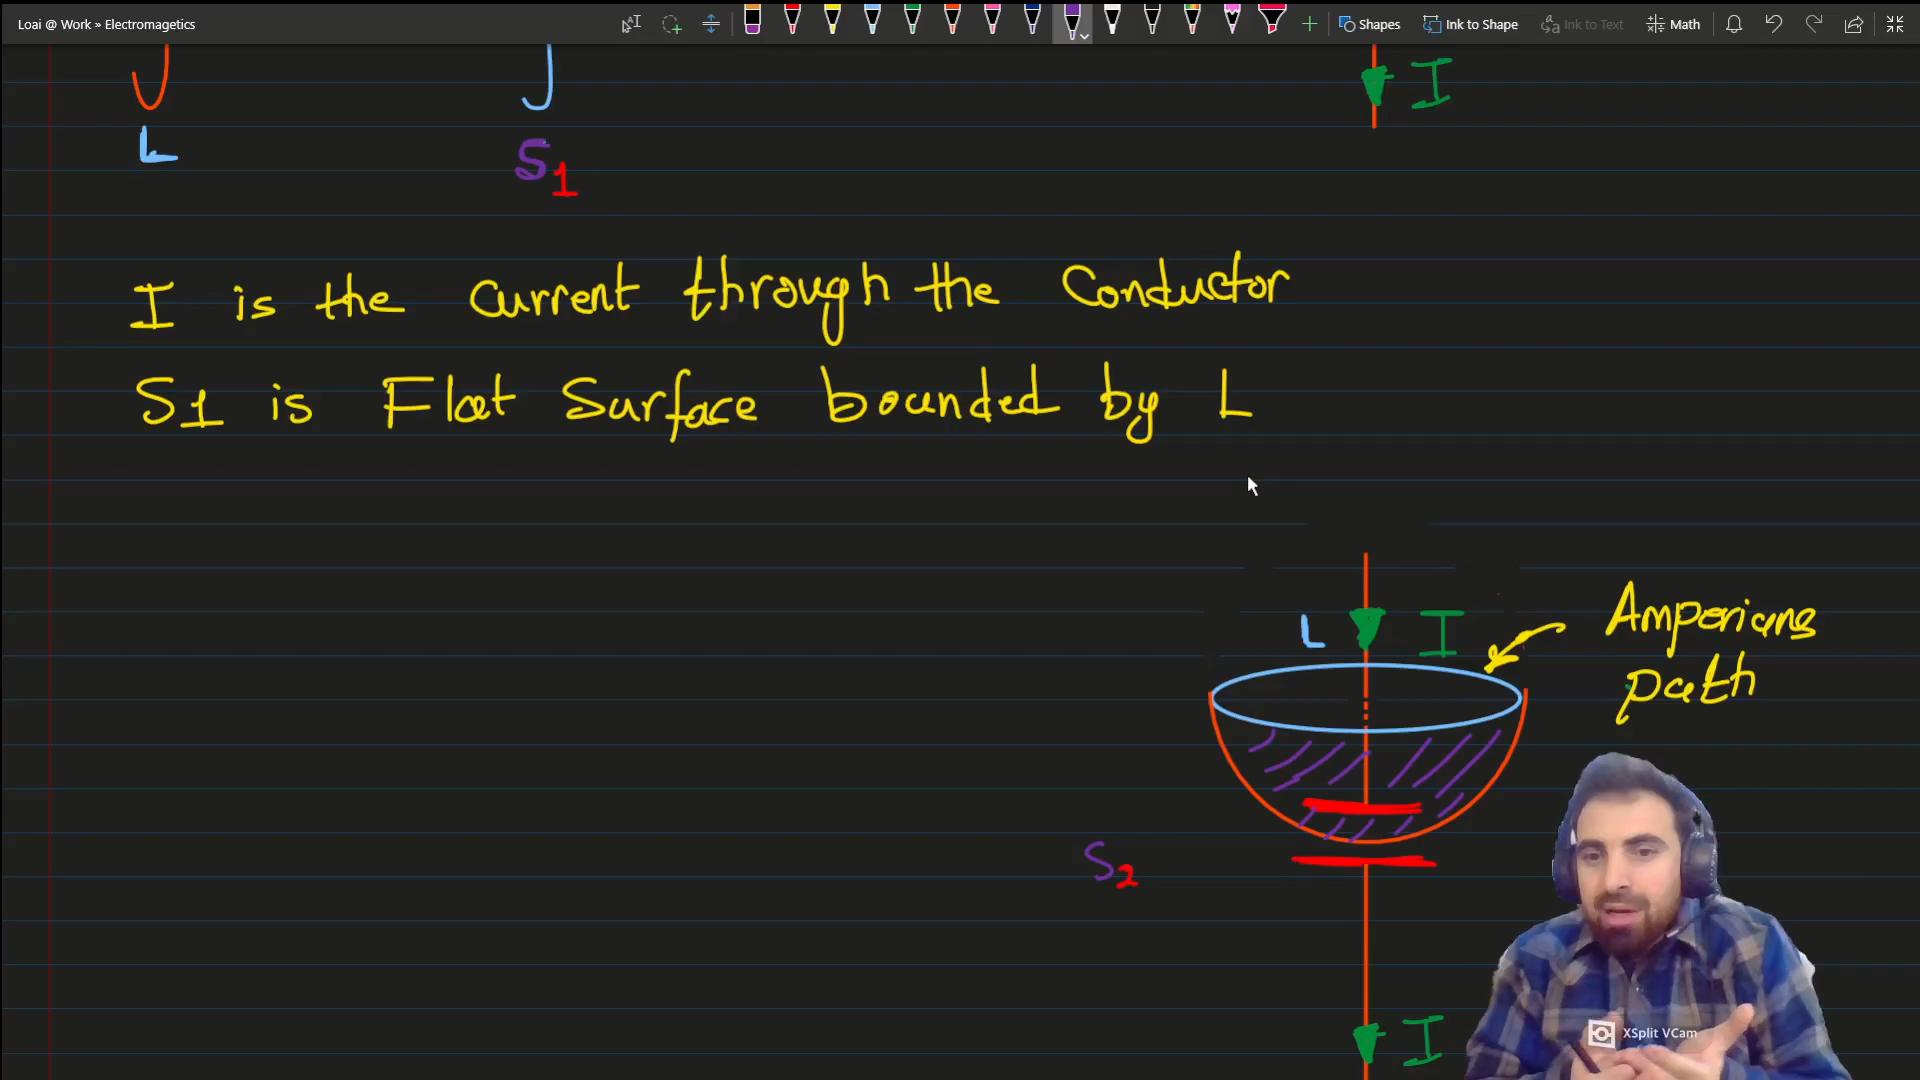 Loai @ Work » Electromagetics
Shapes
Ink to Shape
Ink to Text
Math
I
L
S1
I is the current through the Conductor
S1 is Flat Surface bounded by L
L
I
Amperians
path
S2
I
XSplit VCam